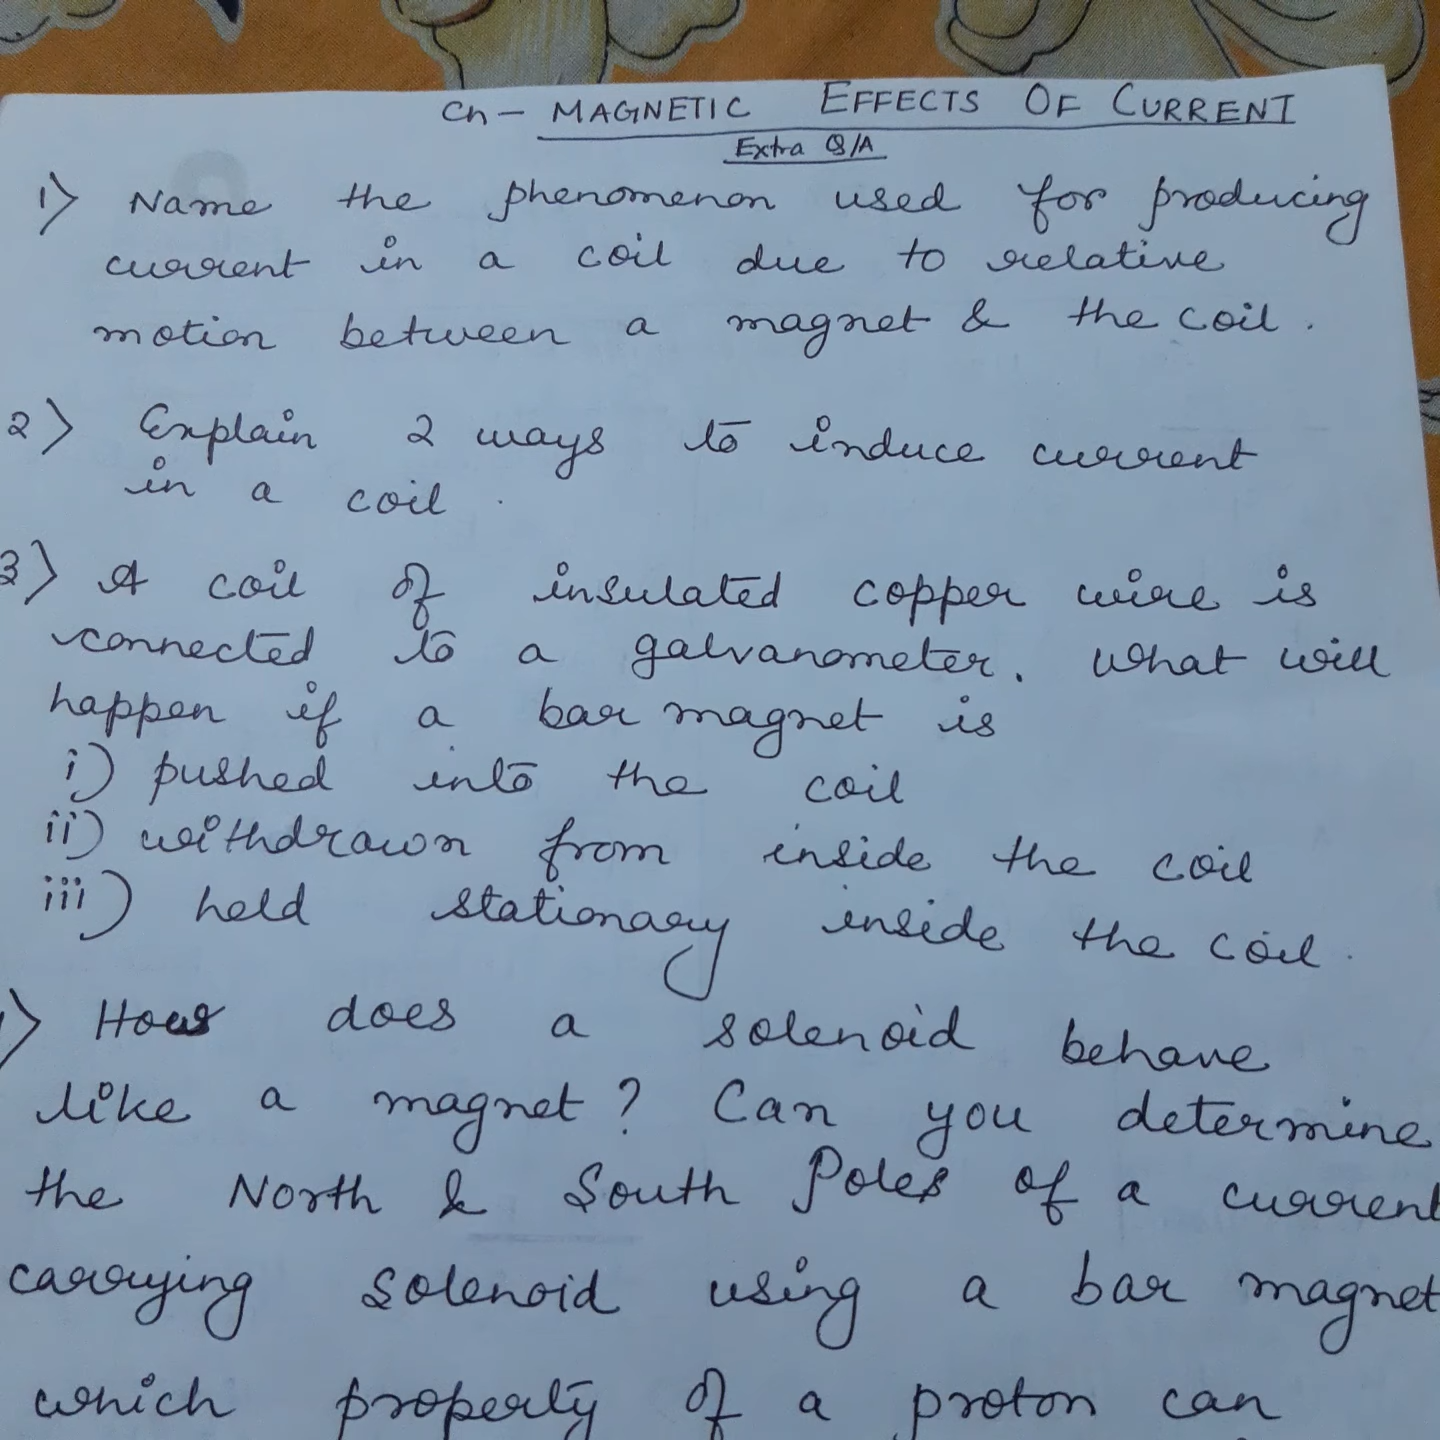 Ch - MAGNETIC EFFECTS OF CURRENT
Extra Q/A
1) Name the phenomenon used for producing
current in a coil due to relative
motion between a magnet & the coil.
2) Explain 2 ways to induce current
in a coil.
3) A coil of insulated copper wire is
connected to a galvanometer. What will
happen if a bar magnet is
i) pushed into the coil
ii) withdrawn from inside the coil
iii) held stationary inside the coil.
) How does a solenoid behave
like a magnet? Can you determine
the North & South Poles of a current
carrying solenoid using a bar magnet
which property of a proton can